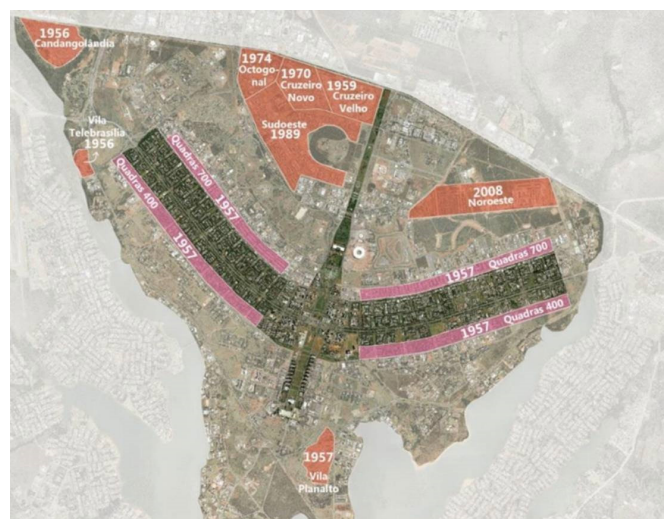 1956
Candangolândia
1974
Octogo-
nal
1970
Cruzeiro
Novo
1959
Cruzeiro
Velho
Sudoeste
1989
Vila
Telebrasília
1956
2008
Noroeste
Quadras 700
1957
Quadras 400
1957
1957 Quadras 700
1957 Quadras 400
1957
Vila
Planalto